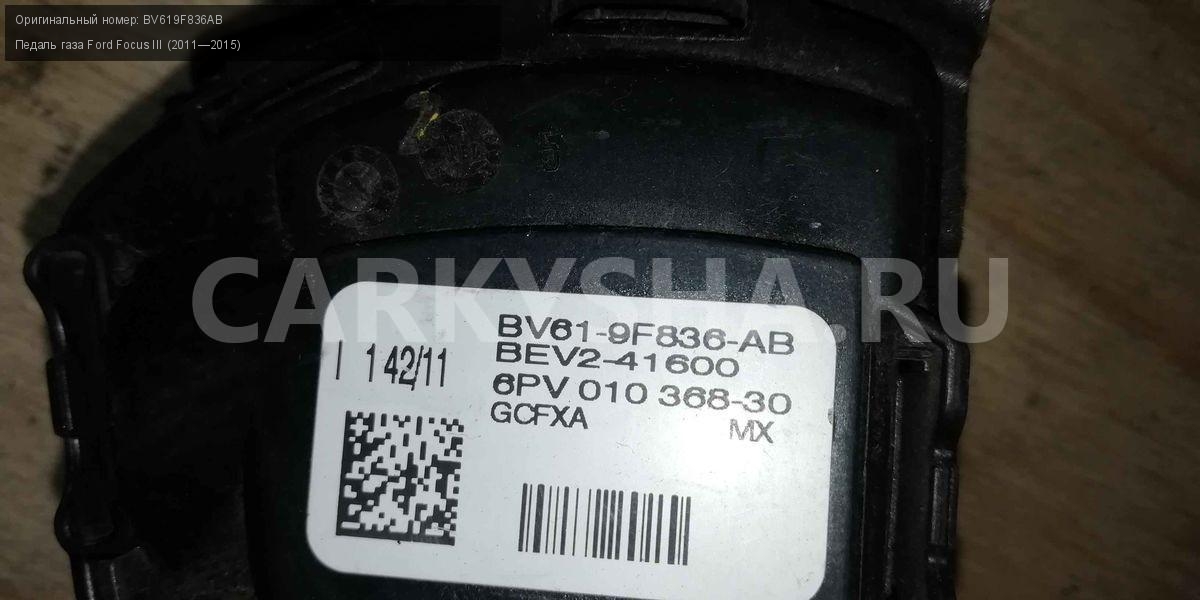 Оригинальный номер: BV619F836AB
Педаль газа Ford Focus III (2011—2015)
5
CARKYSHA.RU
BV61-9F836-AB
BEV2-41600
I 142/11
6PV 010 368-30
GCFXA MX